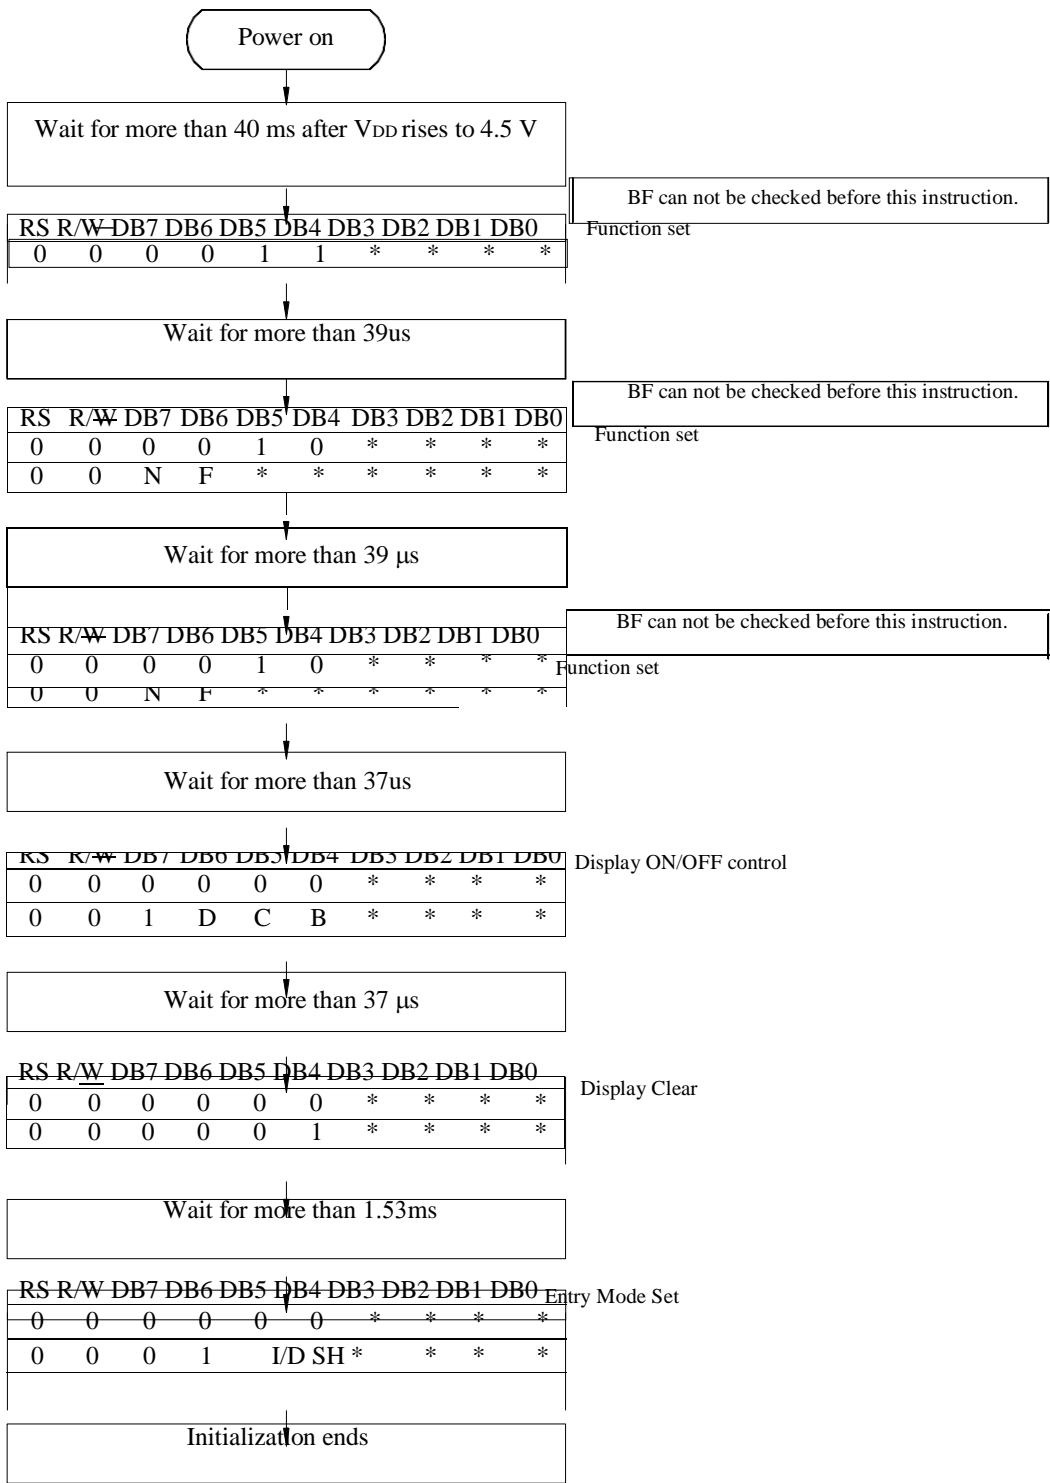 Power on
Wait for more than 40 ms after VDD rises to 4.5 V
BF can not be checked before this instruction.
RS R/W DB7 DB6 DB5 DB4 DB3 DB2 DB1 DB0
Function set
0 0 0 0 1 1 * * * *
Wait for more than 39us
BF can not be checked before this instruction.
RS R/W DB7 DB6 DB5 DB4 DB3 DB2 DB1 DB0
Function set
0 0 0 0 1 0 * * * *
0 0 N F * * * * * *
Wait for more than 39 μs
BF can not be checked before this instruction.
RS R/W DB7 DB6 DB5 DB4 DB3 DB2 DB1 DB0
0 0 0 0 1 0 * * * *
Function set
0 0 N F * * * * * *
Wait for more than 37us
RS R/W DB7 DB6 DB5 DB4 DB3 DB2 DB1 DB0
Display ON/OFF control
0 0 0 0 0 0 * * * *
0 0 1 D C B * * * *
Wait for more than 37 μs
RS R/W DB7 DB6 DB5 DB4 DB3 DB2 DB1 DB0
Display Clear
0 0 0 0 0 0 * * * *
0 0 0 0 0 1 * * * *
Wait for more than 1.53ms
RS R/W DB7 DB6 DB5 DB4 DB3 DB2 DB1 DB0
Entry Mode Set
0 0 0 0 0 0 * * * *
0 0 0 1 I/D SH * * * *
Initialization ends